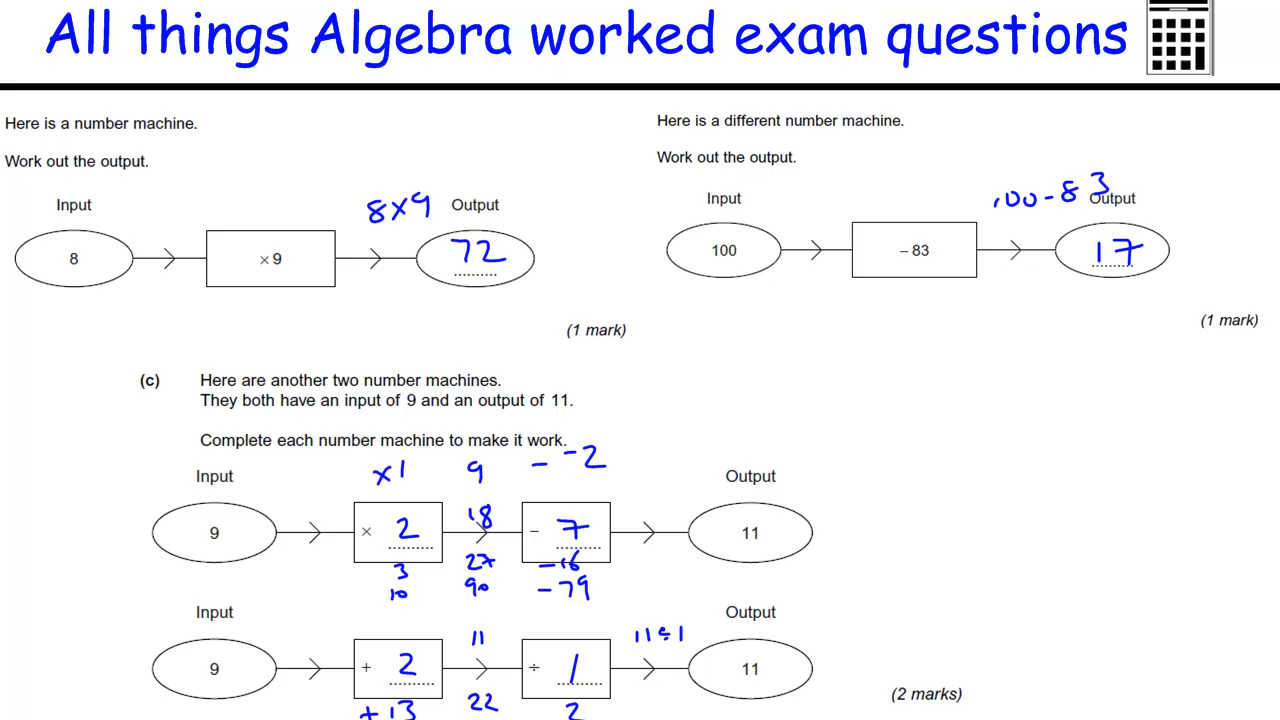 All things Algebra worked exam questions
Here is a number machine.
Work out the output.
Input
8×9
Output
8
× 9
72
(1 mark)
Here is a different number machine.
Work out the output.
Input
100-83
Output
100
– 83
17
(1 mark)
(c) Here are another two number machines.
They both have an input of 9 and an output of 11.
Complete each number machine to make it work.
×1 9 - -2
Input Output
9 × 2 18 – 7 11
3 27 -16
10 90 -79
Input 11 11÷1 Output
9 + 2 ÷ 1 11
+13 22 2
(2 marks)